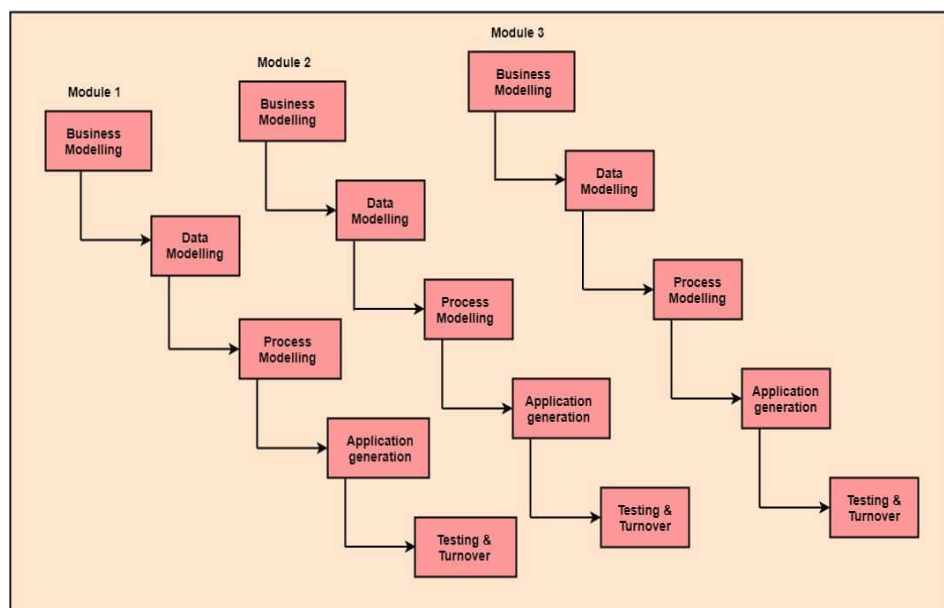 Module 1
Business
Modelling
Data
Modelling
Process
Modelling
Application
generation
Testing &
Turnover
Module 2
Business
Modelling
Data
Modelling
Process
Modelling
Application
generation
Testing &
Turnover
Module 3
Business
Modelling
Data
Modelling
Process
Modelling
Application
generation
Testing &
Turnover